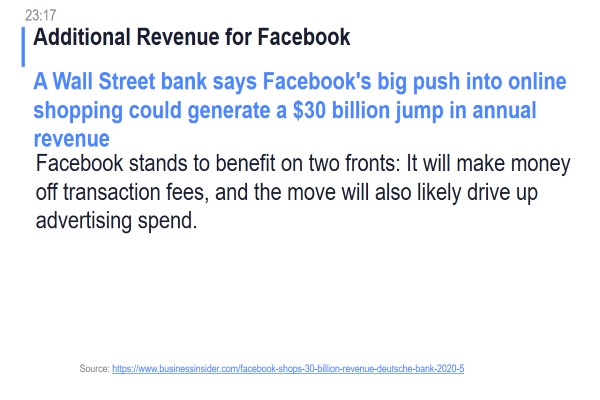 23:17
Additional Revenue for Facebook
A Wall Street bank says Facebook's big push into online
shopping could generate a $30 billion jump in annual
revenue
Facebook stands to benefit on two fronts: It will make money
off transaction fees, and the move will also likely drive up
advertising spend.
Source: https://www.businessinsider.com/facebook-shops-30-billion-revenue-deutsche-bank-2020-5